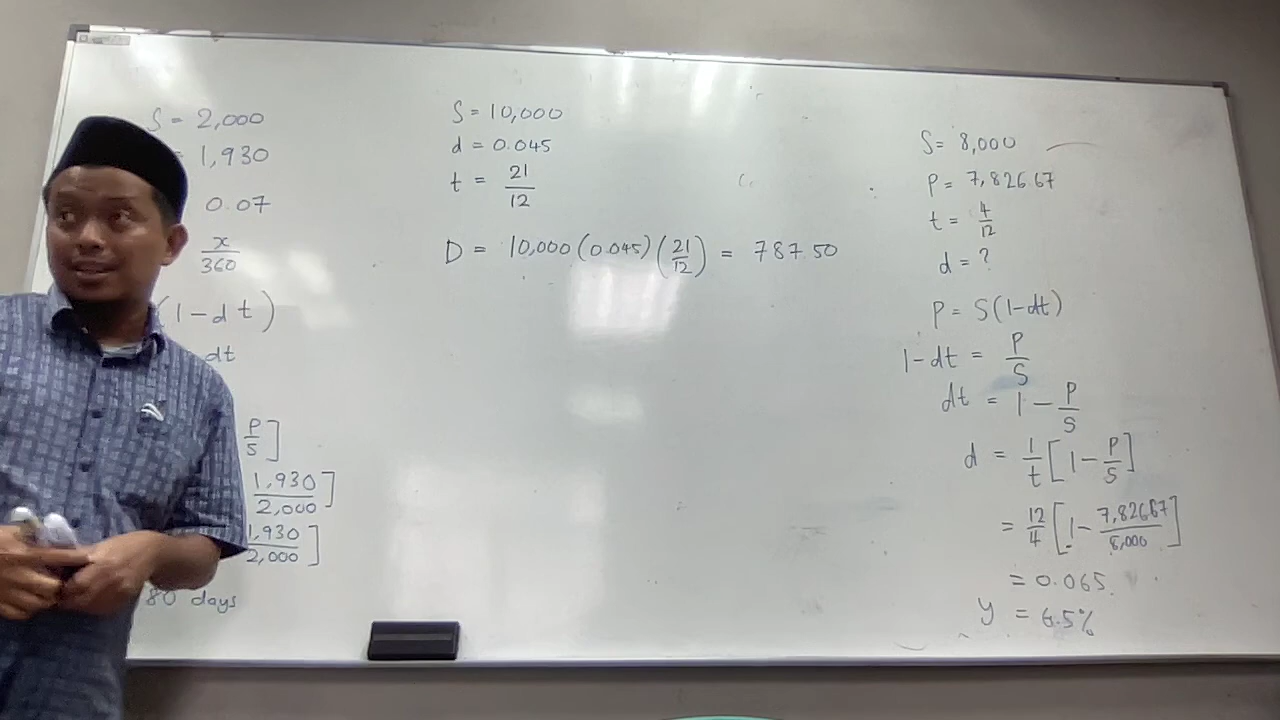 S = 2,000
= 1,930
0.07
x/360
(1-dt)
dt
P/S]
1,930/2,000]
1,930/2,000]
80 days
S = 10,000
d = 0.045
t = 21/12
D = 10,000(0.045)(21/12) = 787.50
S= 8,000
P= 7,826.67
t = 4/12
d = ?
P = S(1-dt)
1-dt = P/S
dt = 1 - P/S
d = 1/t[1-P/S]
= 12/4[1-7,826.67/8,000]
= 0.065
y = 6.5%